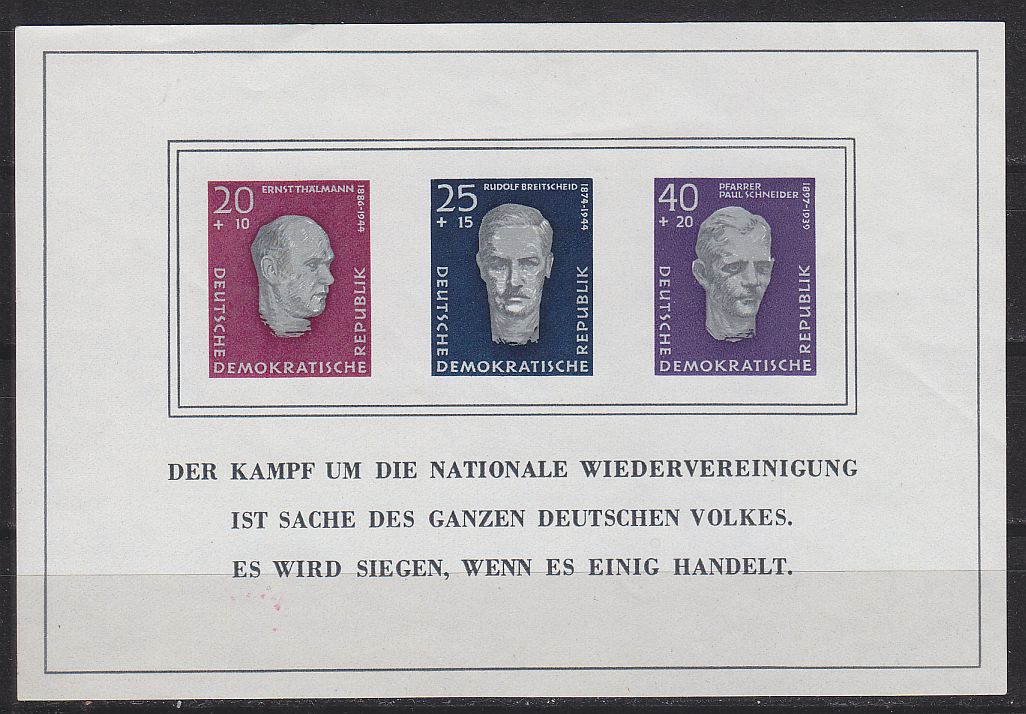 20
+ 10
ERNST THÄLMANN
1886-1944
DEUTSCHE
DEMOKRATISCHE
REPUBLIK
25
+ 15
RUDOLF BREITSCHEID
1874-1944
DEUTSCHE
DEMOKRATISCHE
REPUBLIK
40
+ 20
PFARRER
PAUL SCHNEIDER
1897-1939
DEUTSCHE
DEMOKRATISCHE
REPUBLIK
DER KAMPF UM DIE NATIONALE WIEDERVEREINIGUNG
IST SACHE DES GANZEN DEUTSCHEN VOLKES.
ES WIRD SIEGEN, WENN ES EINIG HANDELT.